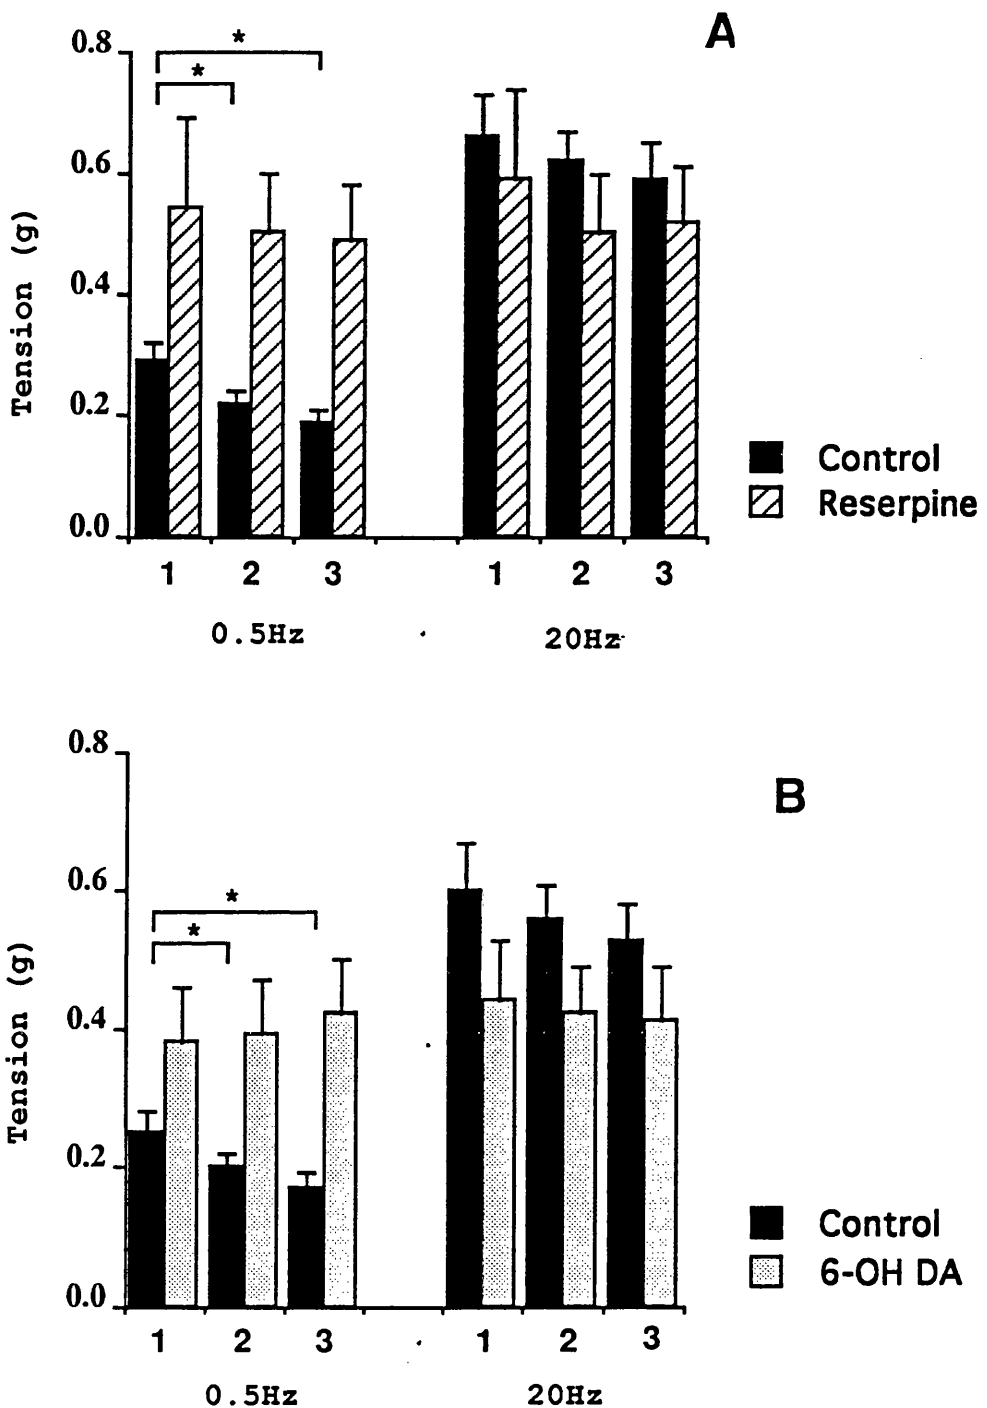 A
0.8
*
*
0.6
0.4
0.2
0.0
Tension (g)
1 2 3 1 2 3
0.5Hz 20Hz
Control
Reserpine
B
0.8
0.6
*
*
0.4
0.2
0.0
Tension (g)
1 2 3 1 2 3
0.5Hz 20Hz
Control
6-OH DA